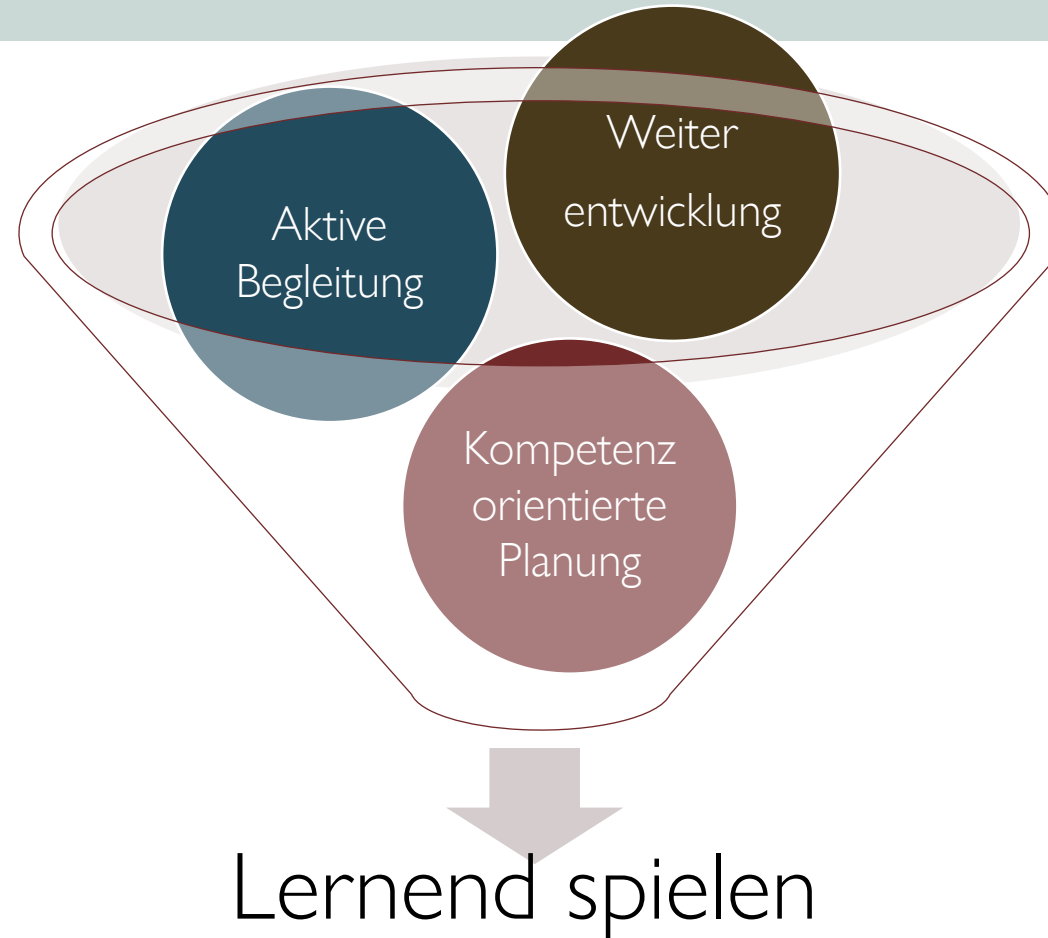 Weiter
entwicklung
Aktive
Begleitung
Kompetenz
orientierte
Planung
Lernend spielen